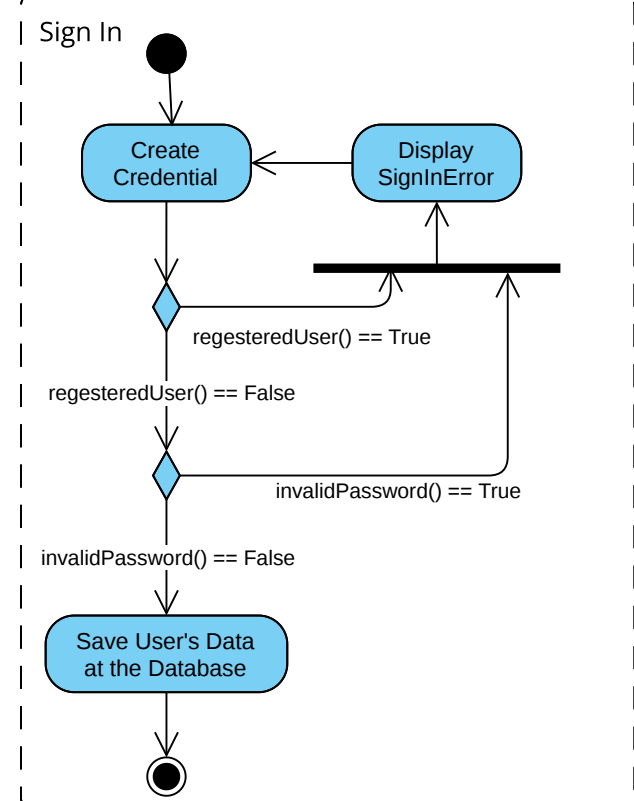 Sign In
Create
Credential
Display
SignInError
regesteredUser() == True
regesteredUser() == False
invalidPassword() == True
invalidPassword() == False
Save User's Data
at the Database